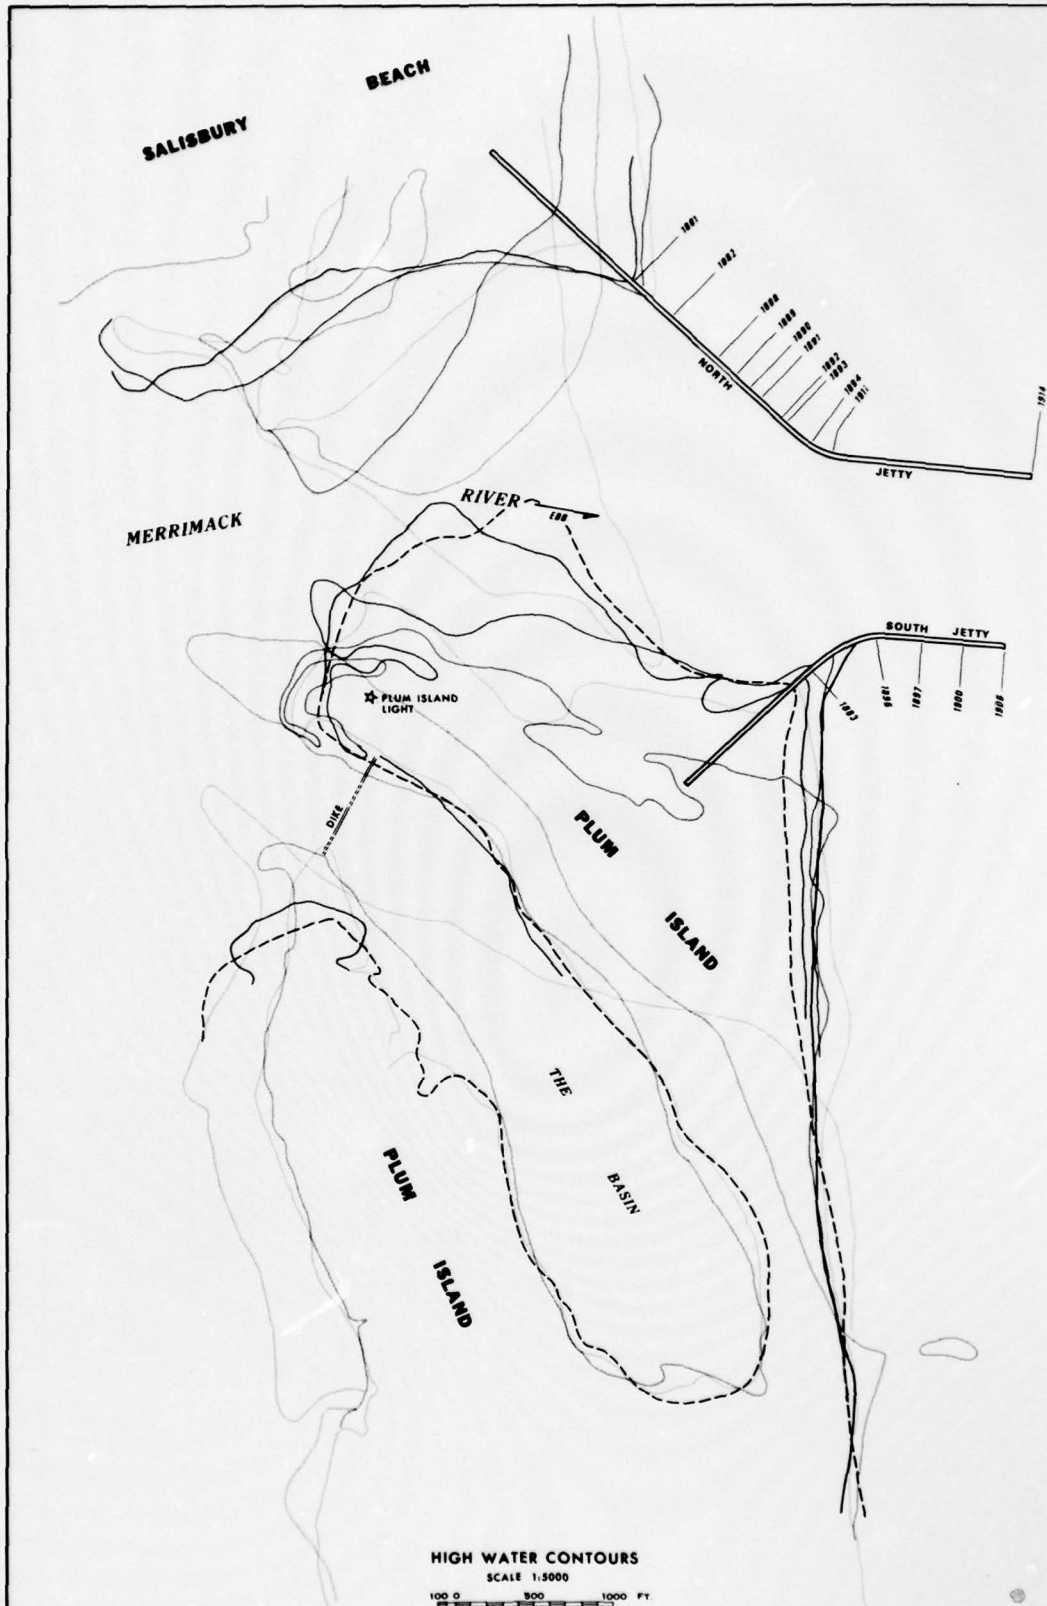 BEACH
SALISBURY
1881
1882
1888
1889
1890
1891
1892
1893
1894
1911
1914
NORTH
JETTY
RIVER
EBB
MERRIMACK
SOUTH JETTY
PLUM ISLAND
LIGHT
1883
1895
1897
1900
1906
DIKE
PLUM
ISLAND
THE
BASIN
PLUM
ISLAND
HIGH WATER CONTOURS
SCALE 1:5000
100 0 500 1000 FT.